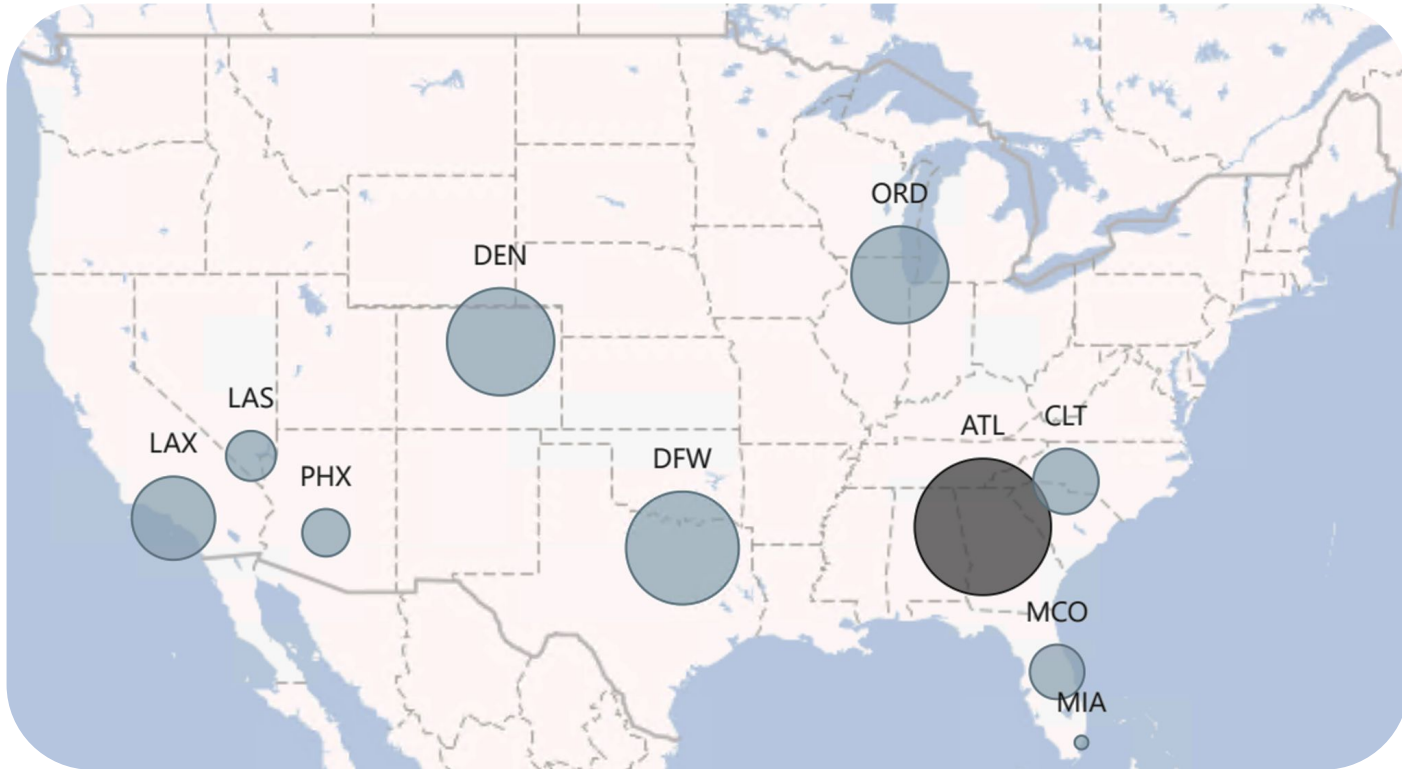 ORD
DEN
LAS
ATL
CLT
LAX
DFW
PHX
MCO
MIA